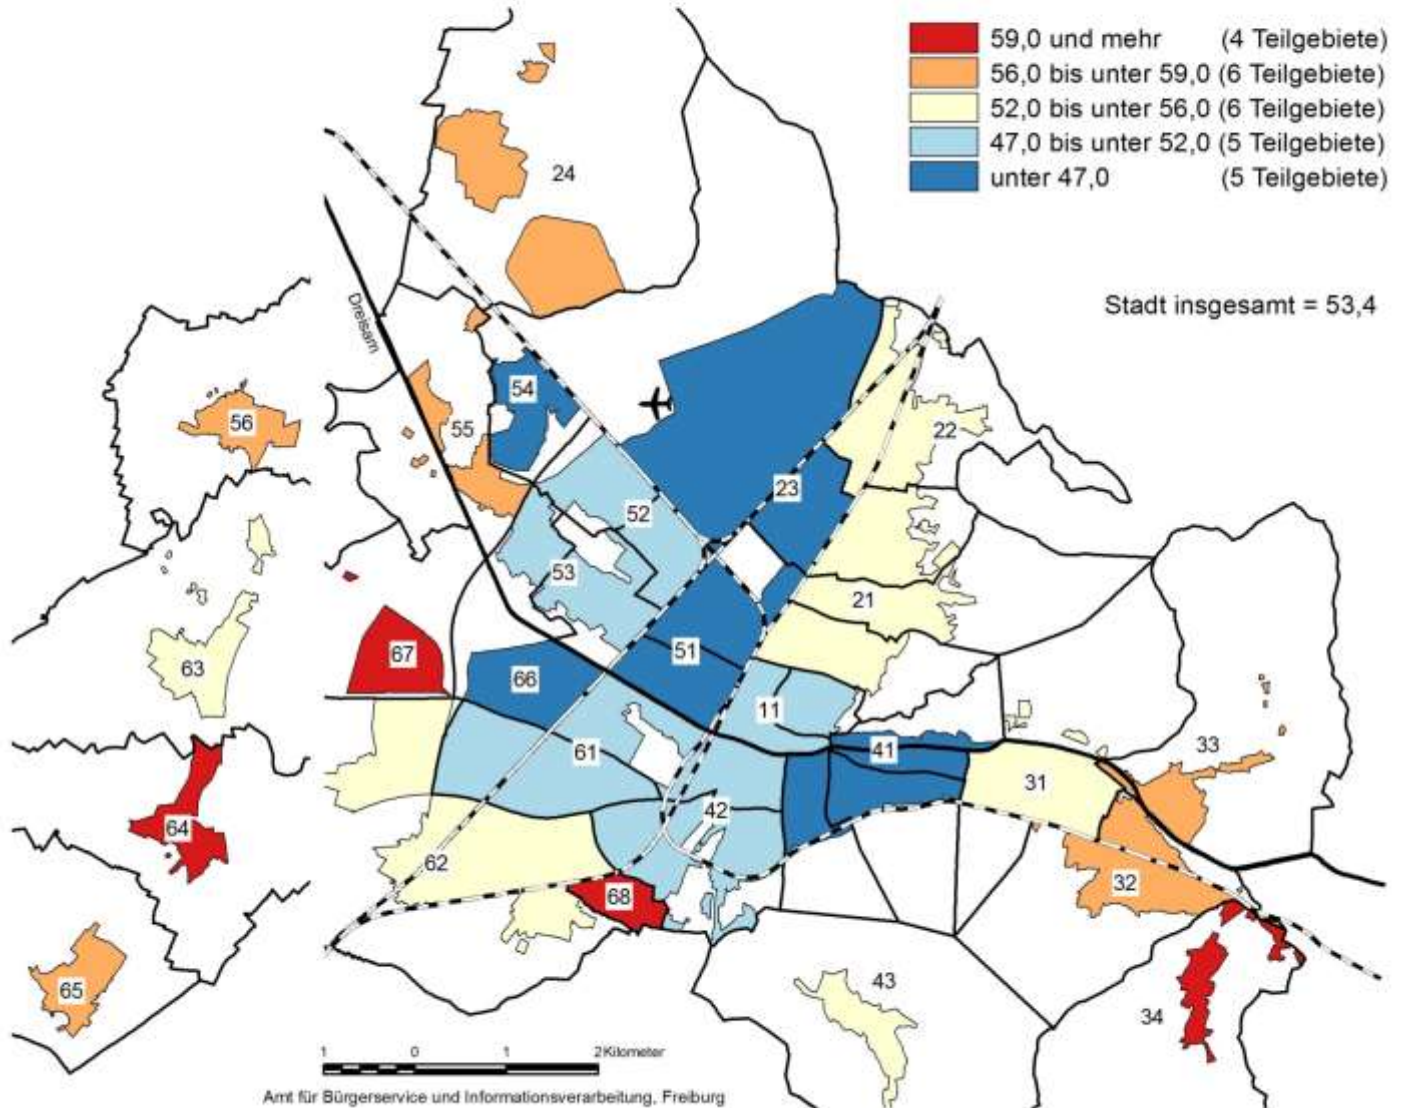 59,0 und mehr (4 Teilgebiete)
56,0 bis unter 59,0 (6 Teilgebiete)
52,0 bis unter 56,0 (6 Teilgebiete)
47,0 bis unter 52,0 (5 Teilgebiete)
unter 47,0 (5 Teilgebiete)
24
Stadt insgesamt = 53,4
Dreisam
54
56
55
22
23
52
53
21
51
67
63
66
11
61
41
33
31
42
64
62
32
68
65
43
34
1 0 1 2Kilometer
Amt für Bürgerservice und Informationsverarbeitung, Freiburg